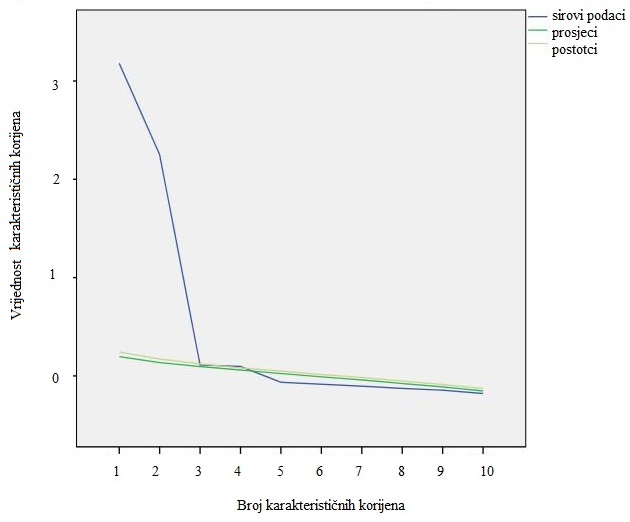 sirovi podaci
prosjeci
postotci
Vrijednost karakterističnih korijena
3
2
1
0
1 2 3 4 5 6 7 8 9 10
Broj karakterističnih korijena